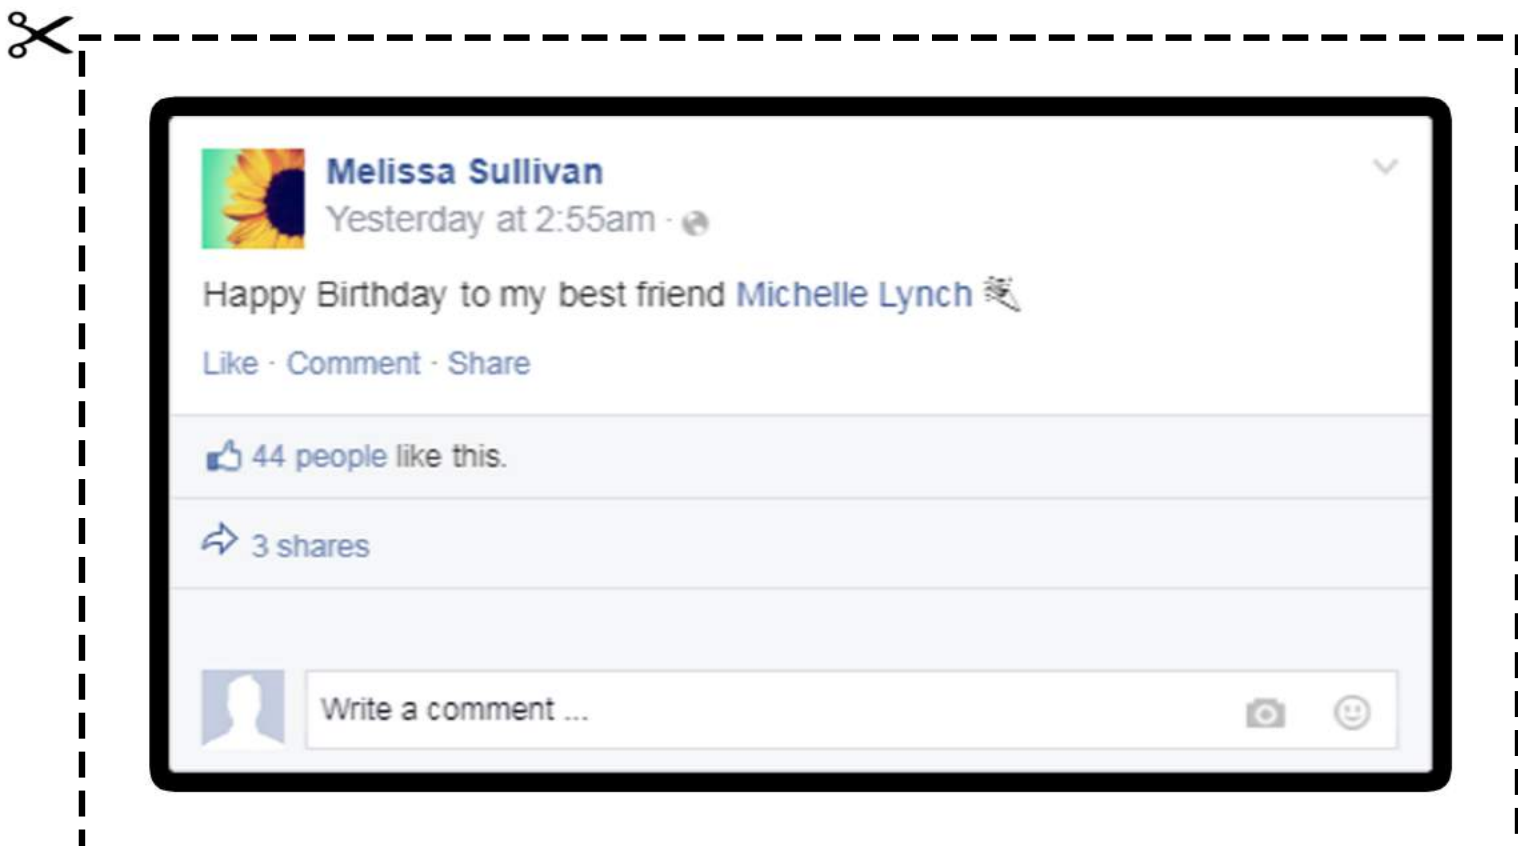 Melissa Sullivan
Yesterday at 2:55am ·
Happy Birthday to my best friend Michelle Lynch
Like · Comment · Share
44 people like this.
3 shares
Write a comment ...